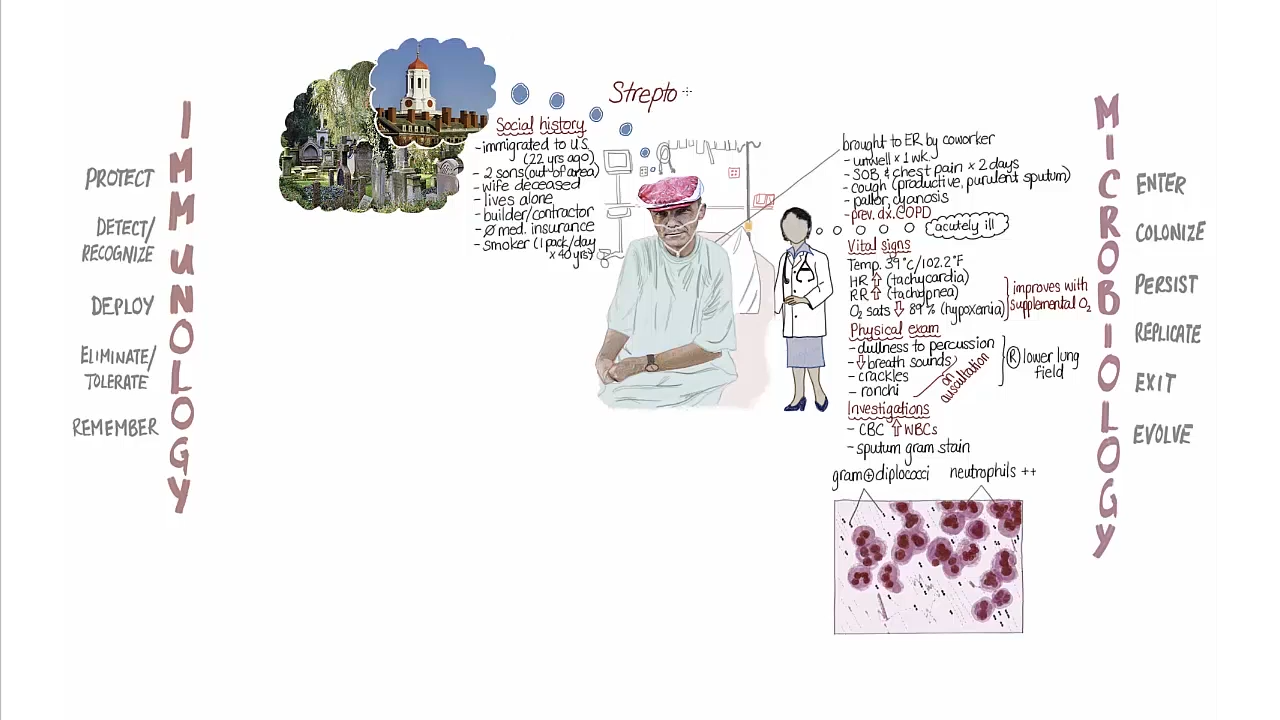 IMMUNOLOGY
PROTECT
DETECT/
RECOGNIZE
DEPLOY
ELIMINATE/
TOLERATE
REMEMBER
Strepto
Social history
-immigrated to U.S.
(22 yrs ago)
-2 sons (out of area)
-wife deceased
-lives alone
-builder/contractor
-Ø med. insurance
-smoker (1 pack/day
x 40 yrs)
brought to ER by coworker
-unwell x 1 wk.
-SOB, & chest pain x 2 days
-cough (productive, purulent sputum)
-pallor, cyanosis
-prev. dx. COPD
acutely ill
Vital signs
Temp. 39°C/102.2°F
HR ⇧ (tachycardia)
RR ⇧ (tachypnea)
O2 sats ⇩ 89% (hypoxemia)
improves with
supplemental O2
Physical exam
-dullness to percussion
-⇩ breath sounds
-crackles
-ronchi
on
auscultation
Ⓡ lower lung
field
Investigations
-CBC ⇧ WBCs
-sputum gram stain
gram⊕diplococci
neutrophils ++
MICROBIOLOGY
ENTER
COLONIZE
PERSIST
REPLICATE
EXIT
EVOLVE